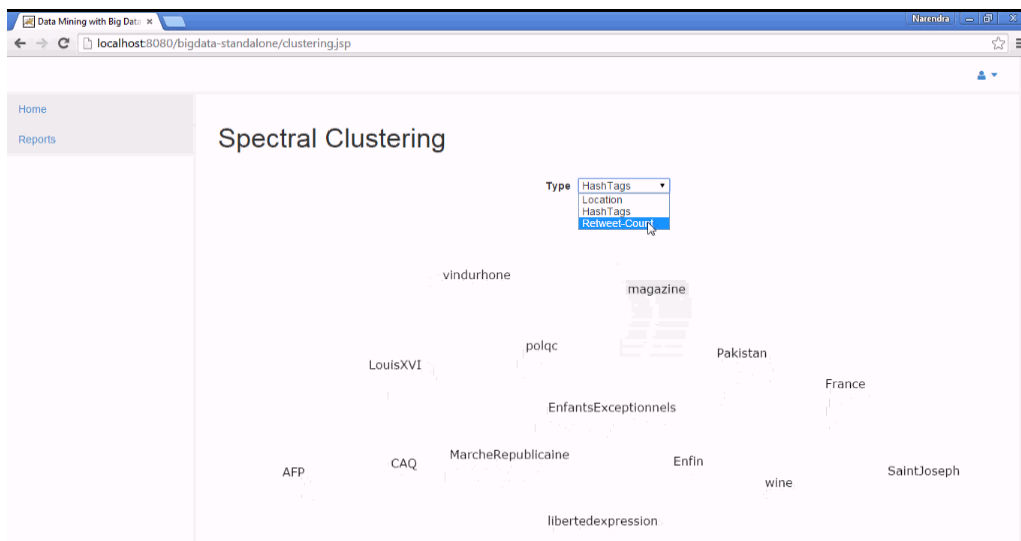 Data Mining with Big Data
Narendra
localhost:8080/bigdata-standalone/clustering.jsp
Home
Reports
Spectral Clustering
Type HashTags
Location
HashTags
Retweet-Count
vindurhone
magazine
polqc
Pakistan
LouisXVI
France
EnfantsExceptionnels
MarcheRepublicaine
CAQ
Enfin
AFP
SaintJoseph
wine
libertedexpression